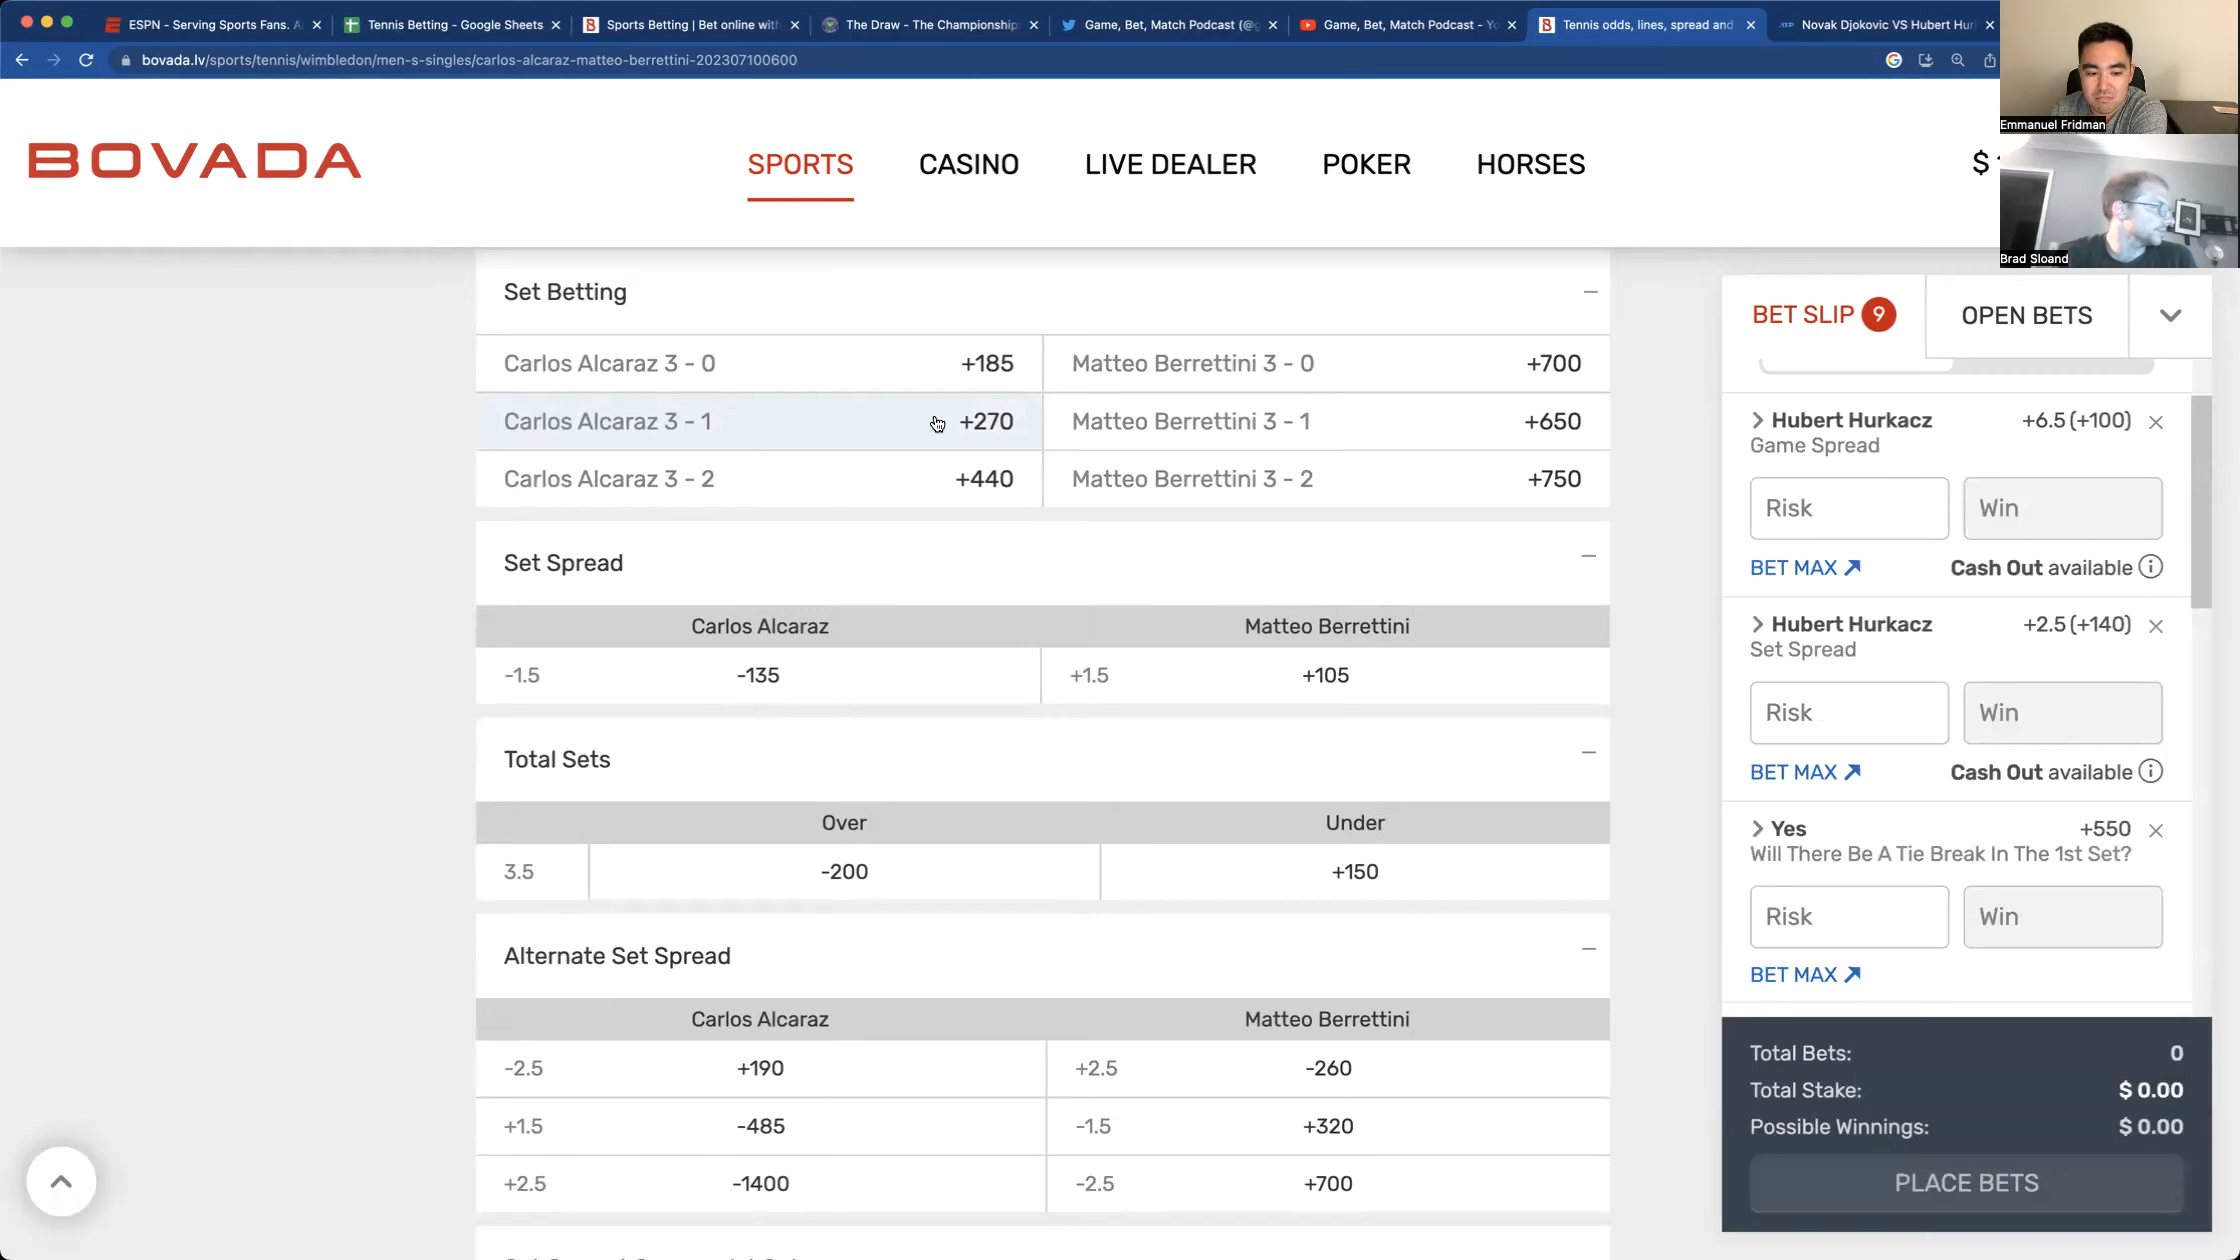 ESPN - Serving Sports Fans. A
Tennis Betting - Google Sheets
Sports Betting | Bet online with
The Draw - The Championship
Game, Bet, Match Podcast (@g
Game, Bet, Match Podcast - Yo
Tennis odds, lines, spread and
Novak Djokovic VS Hubert Hur
bovada.lv/sports/tennis/wimbledon/men-s-singles/carlos-alcaraz-matteo-berrettini-202307100600
Emmanuel Fridman
Brad Sloand
BOVADA
SPORTS
CASINO
LIVE DEALER
POKER
HORSES
$
Set Betting
Carlos Alcaraz 3 - 0 +185 Matteo Berrettini 3 - 0 +700
Carlos Alcaraz 3 - 1 +270 Matteo Berrettini 3 - 1 +650
Carlos Alcaraz 3 - 2 +440 Matteo Berrettini 3 - 2 +750
Set Spread
Carlos Alcaraz Matteo Berrettini
-1.5 -135 +1.5 +105
Total Sets
Over Under
3.5 -200 +150
Alternate Set Spread
Carlos Alcaraz Matteo Berrettini
-2.5 +190 +2.5 -260
+1.5 -485 -1.5 +320
+2.5 -1400 -2.5 +700
BET SLIP 9 OPEN BETS
Hubert Hurkacz +6.5 (+100)
Game Spread
Risk Win
BET MAX Cash Out available
Hubert Hurkacz +2.5 (+140)
Set Spread
Risk Win
BET MAX Cash Out available
Yes +550
Will There Be A Tie Break In The 1st Set?
Risk Win
BET MAX
Total Bets: 0
Total Stake: $ 0.00
Possible Winnings: $ 0.00
PLACE BETS